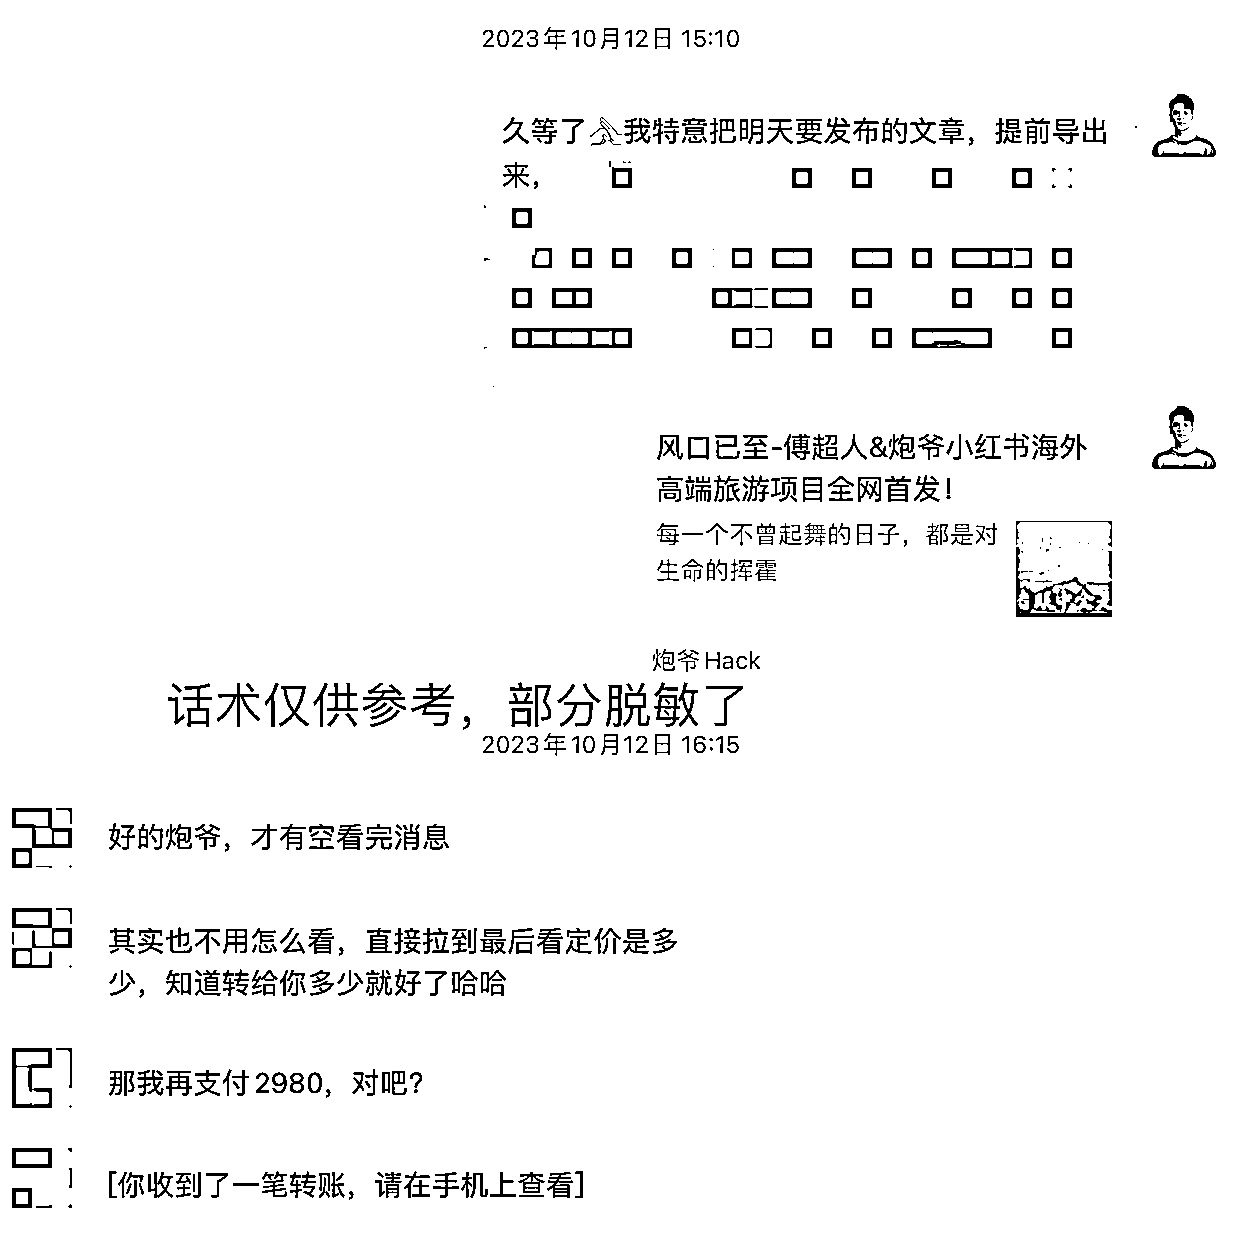 2023年10月12日 15:10
久等了我特意把明天要发布的文章，提前导出
来，
风口已至-傅超人&炮爷小红书海外
高端旅游项目全网首发！
每一个不曾起舞的日子，都是对
生命的挥霍
炮爷Hack
话术仅供参考，部分脱敏了
2023年10月12日 16:15
好的炮爷，才有空看完消息
其实也不用怎么看，直接拉到最后看定价是多
少，知道转给你多少就好了哈哈
那我再支付2980，对吧？
[你收到了一笔转账，请在手机上查看]